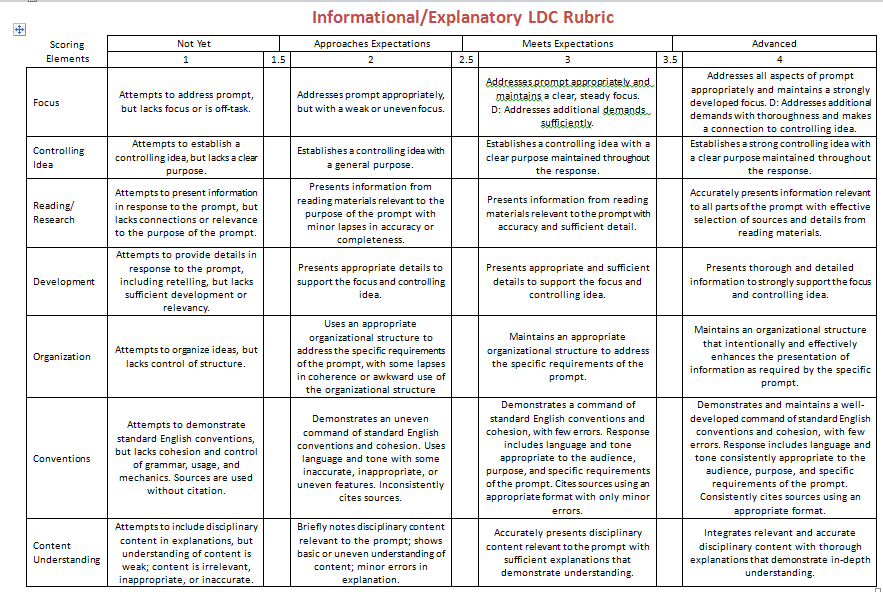 Informational/Explanatory LDC Rubric
Scoring
Elements
Not Yet
Approaches Expectations
Meets Expectations
Advanced
1
1.5
2
2.5
3
3.5
4
Focus
Attempts to address prompt,
but lacks focus or is off-task.
Addresses prompt appropriately,
but with a weak or uneven focus.
Addresses prompt appropriately and
maintains a clear, steady focus.
D: Addresses additional demands
sufficiently.
Addresses all aspects of prompt
appropriately and maintains a strongly
developed focus. D: Addresses additional
demands with thoroughness and makes
a connection to controlling idea.
Controlling
Idea
Attempts to establish a
controlling idea, but lacks a clear
purpose.
Establishes a controlling idea with
a general purpose.
Establishes a controlling idea with a
clear purpose maintained throughout
the response.
Establishes a strong controlling idea with
a clear purpose maintained throughout
the response.
Reading/
Research
Attempts to present information
in response to the prompt, but
lacks connections or relevance
to the purpose of the prompt.
Presents information from
reading materials relevant to the
purpose of the prompt with
minor lapses in accuracy or
completeness.
Presents information from reading
materials relevant to the prompt with
accuracy and sufficient detail.
Accurately presents information relevant
to all parts of the prompt with effective
selection of sources and details from
reading materials.
Development
Attempts to provide details in
response to the prompt,
including retelling, but lacks
sufficient development or
relevancy.
Presents appropriate details to
support the focus and controlling
idea.
Presents appropriate and sufficient
details to support the focus and
controlling idea.
Presents thorough and detailed
information to strongly support the focus
and controlling idea.
Organization
Attempts to organize ideas, but
lacks control of structure.
Uses an appropriate
organizational structure to
address the specific requirements
of the prompt, with some lapses
in coherence or awkward use of
the organizational structure
Maintains an appropriate
organizational structure to address
the specific requirements of the
prompt.
Maintains an organizational structure
that intentionally and effectively
enhances the presentation of
information as required by the specific
prompt.
Conventions
Attempts to demonstrate
standard English conventions,
but lacks cohesion and control
of grammar, usage, and
mechanics. Sources are used
without citation.
Demonstrates an uneven
command of standard English
conventions and cohesion. Uses
language and tone with some
inaccurate, inappropriate, or
uneven features. Inconsistently
cites sources.
Demonstrates a command of
standard English conventions and
cohesion, with few errors. Response
includes language and tone
appropriate to the audience,
purpose, and specific requirements
of the prompt. Cites sources using an
appropriate format with only minor
errors.
Demonstrates and maintains a well-
developed command of standard English
conventions and cohesion, with few
errors. Response includes language and
tone consistently appropriate to the
audience, purpose, and specific
requirements of the prompt.
Consistently cites sources using an
appropriate format.
Content
Understanding
Attempts to include disciplinary
content in explanations, but
understanding of content is
weak; content is irrelevant,
inappropriate, or inaccurate.
Briefly notes disciplinary content
relevant to the prompt; shows
basic or uneven understanding of
content; minor errors in
explanation.
Accurately presents disciplinary
content relevant to the prompt with
sufficient explanations that
demonstrate understanding.
Integrates relevant and accurate
disciplinary content with thorough
explanations that demonstrate in-depth
understanding.